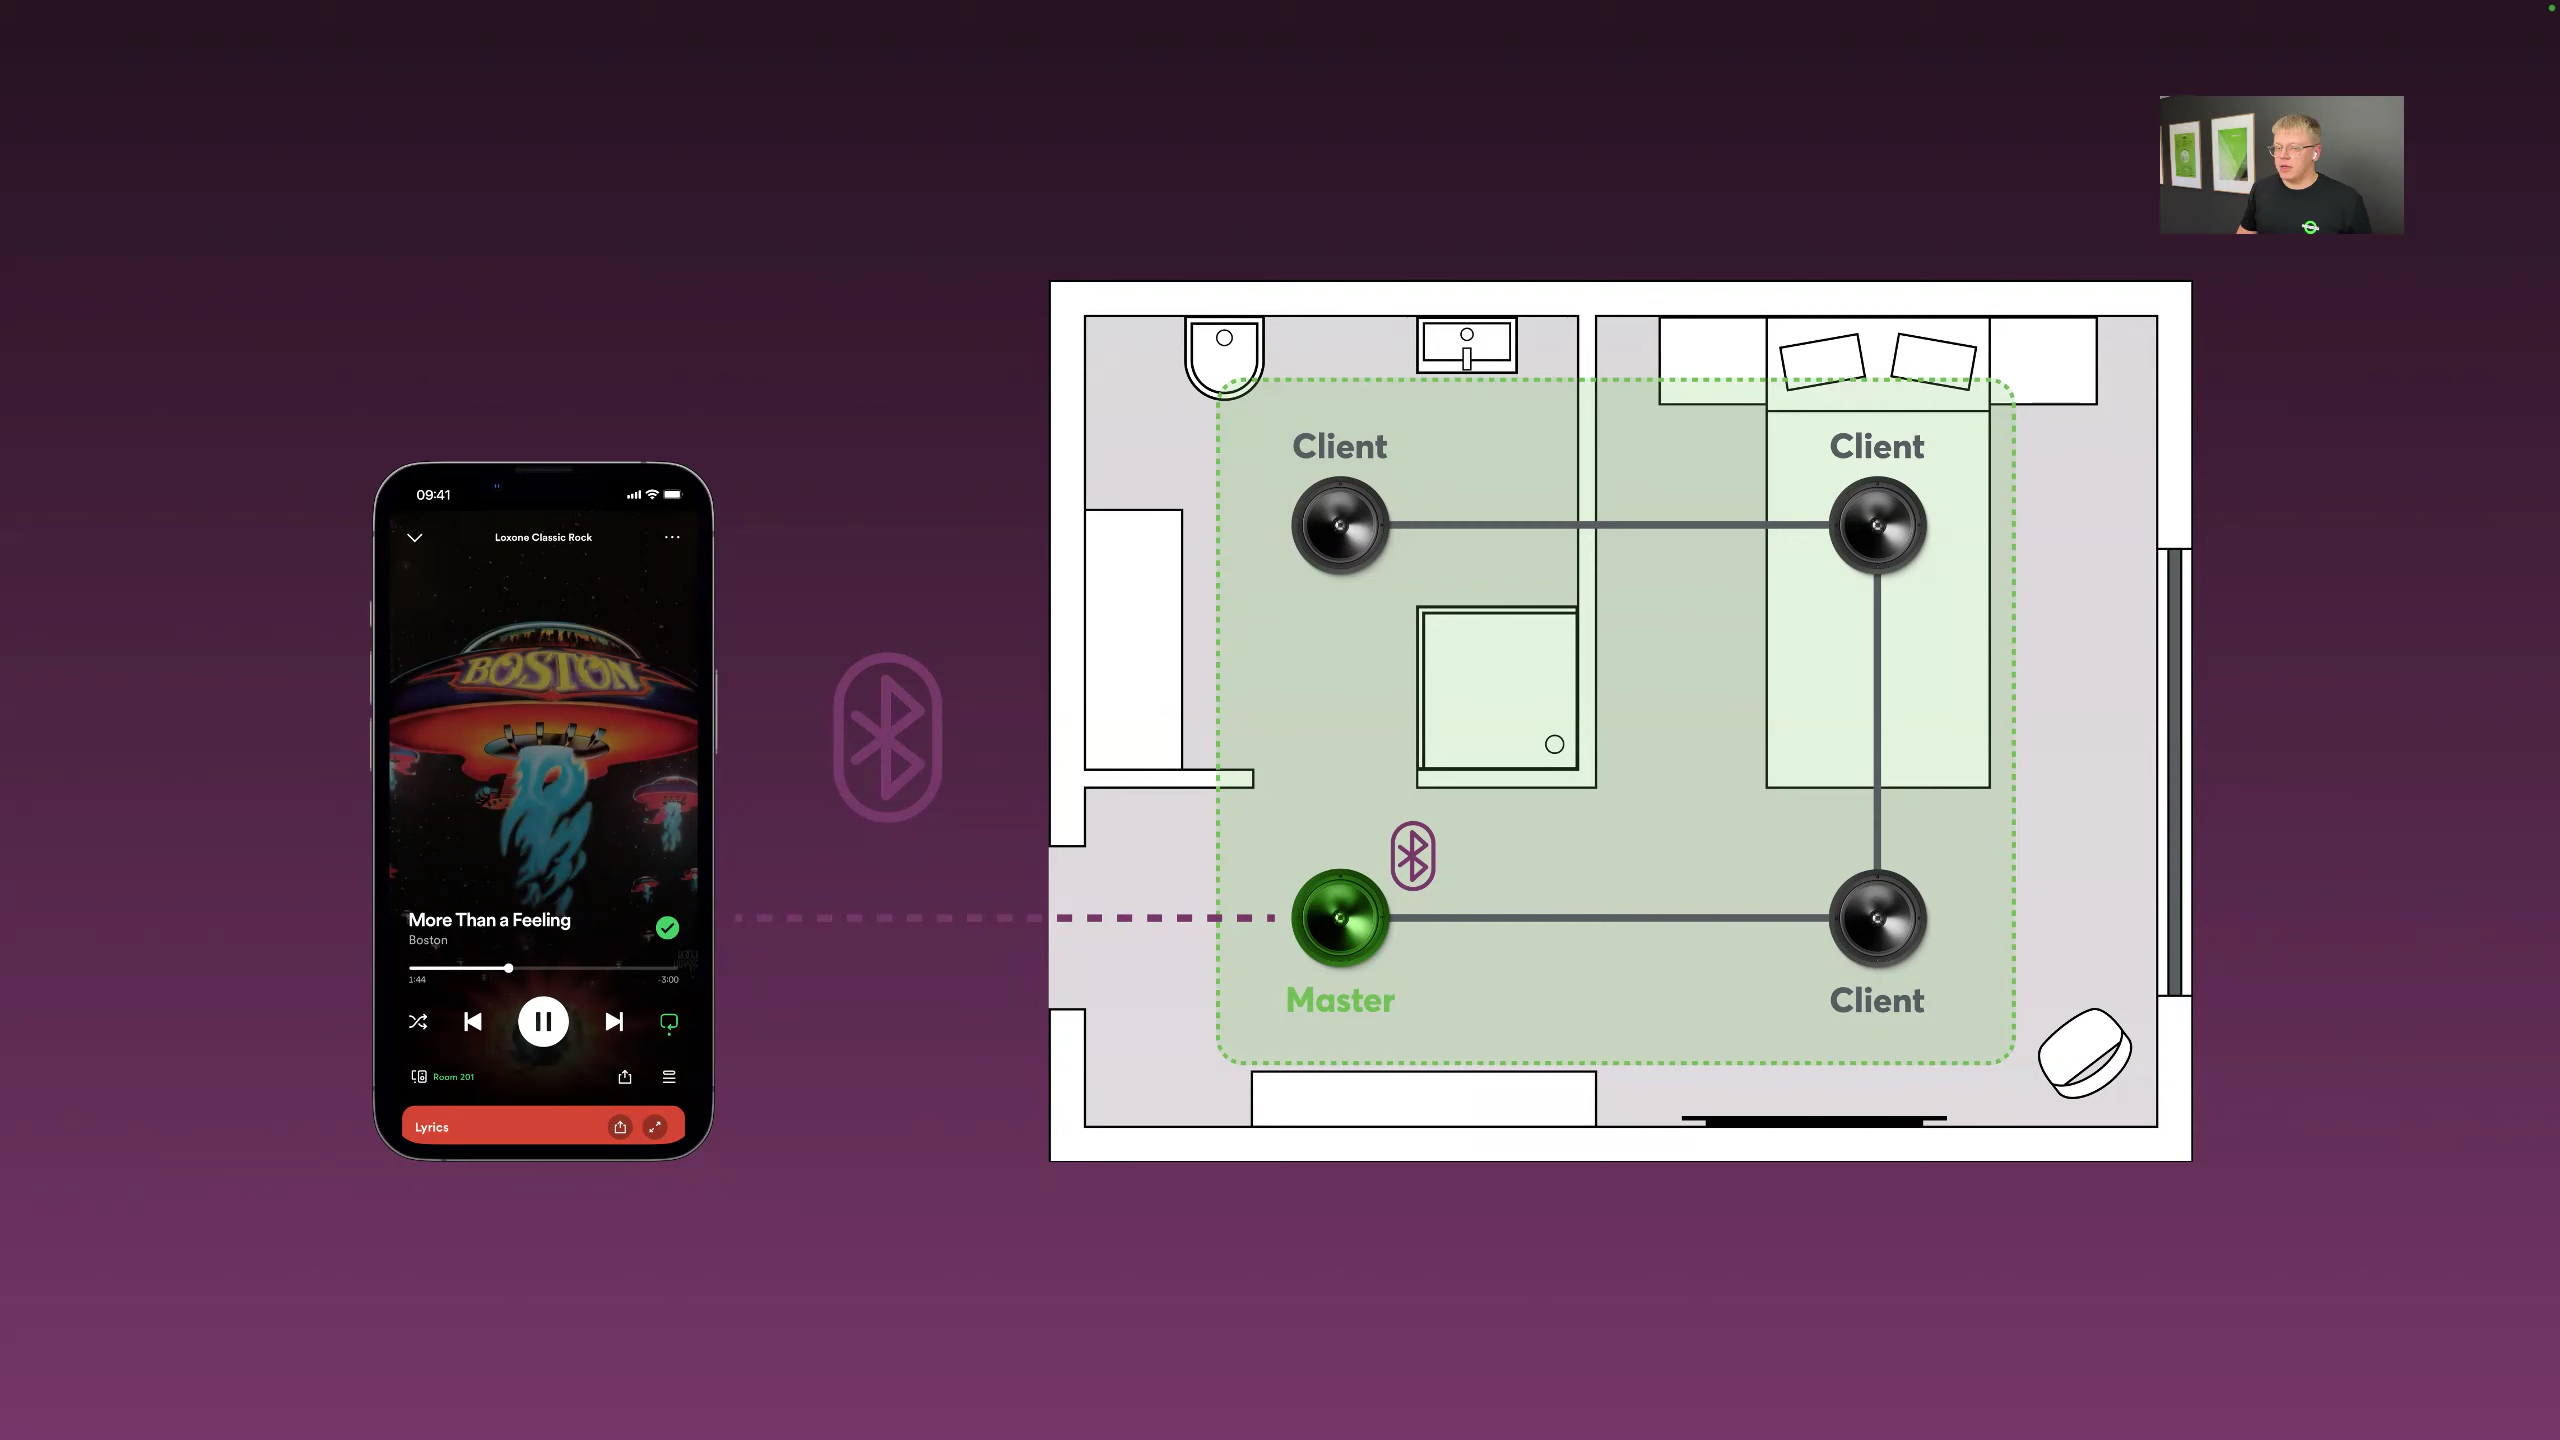 09:41
Loxone Classic Rock
BOSTON
More Than a Feeling
Boston
1:44
-3:00
Room 201
Lyrics
Client
Client
Master
Client